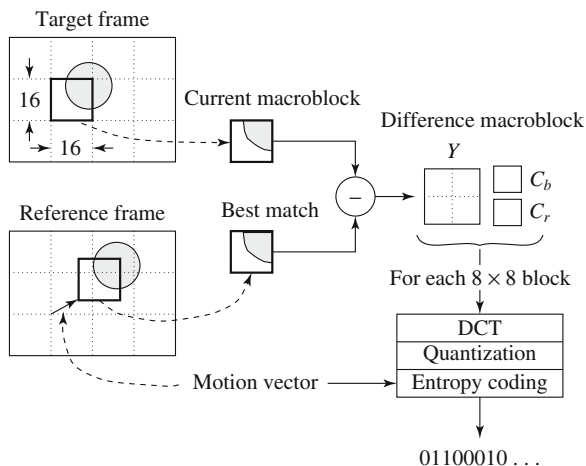 Target frame
16
16
Current macroblock
Difference macroblock
Y
C_b
C_r
−
Reference frame
Best match
For each 8 × 8 block
DCT
Quantization
Entropy coding
Motion vector
01100010 . . .